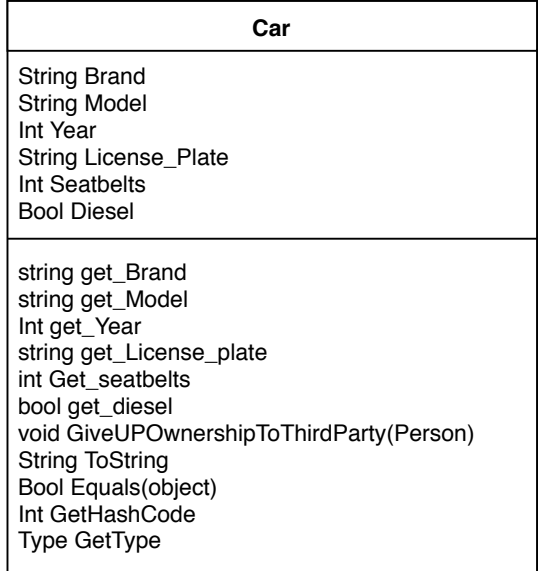 Car
String Brand
String Model
Int Year
String License_Plate
Int Seatbelts
Bool Diesel
string get_Brand
string get_Model
Int get_Year
string get_License_plate
int Get_seatbelts
bool get_diesel
void GiveUPOwnershipToThirdParty(Person)
String ToString
Bool Equals(object)
Int GetHashCode
Type GetType